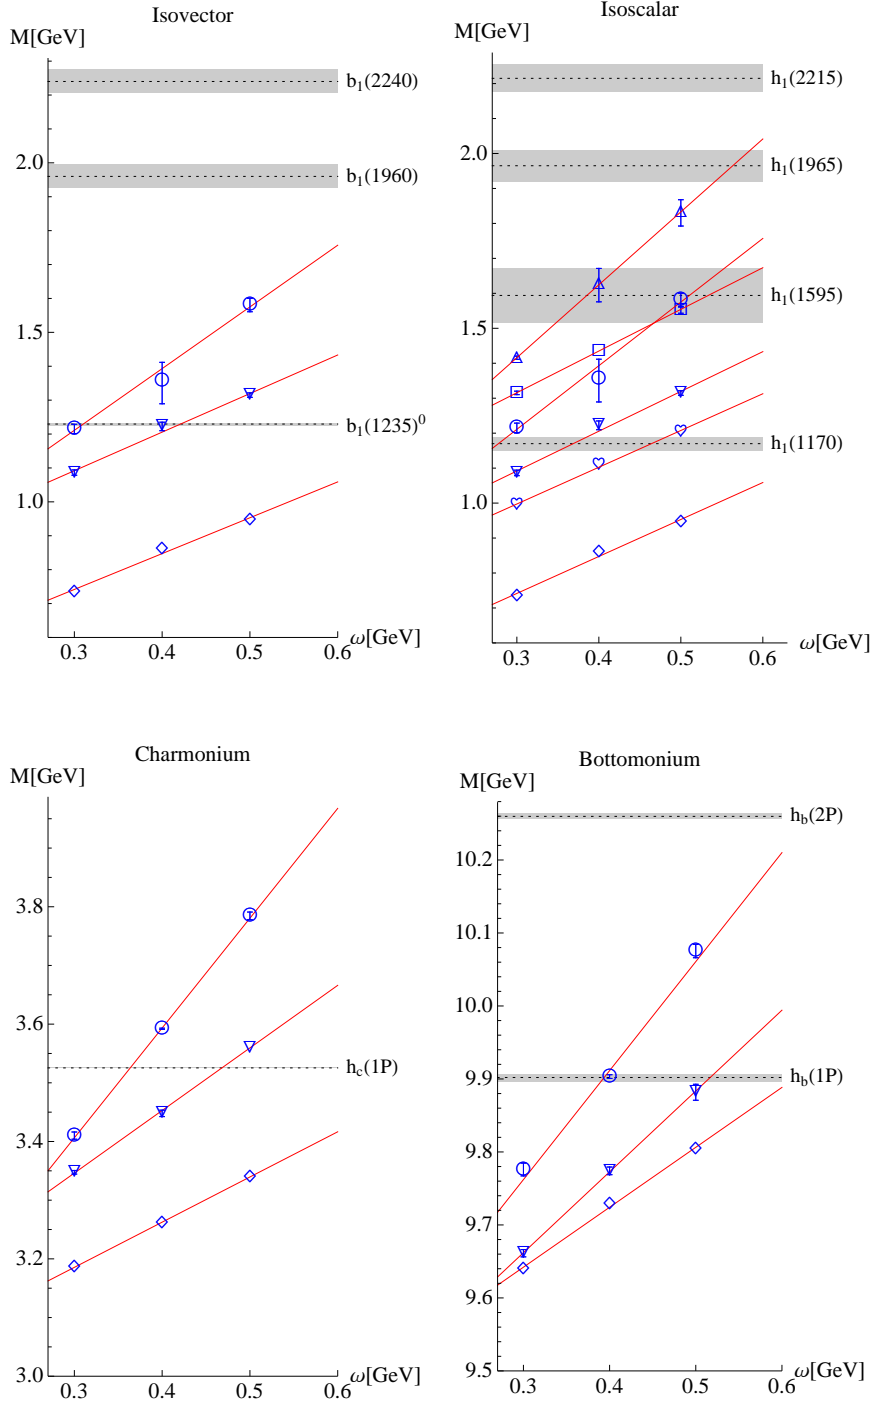 Isovector
M[GeV]
b₁(2240)
2.0
b₁(1960)
1.5
b₁(1235)⁰
1.0
ω[GeV]
0.3 0.4 0.5 0.6
Isoscalar
M[GeV]
h₁(2215)
2.0
h₁(1965)
h₁(1595)
1.5
h₁(1170)
1.0
ω[GeV]
0.3 0.4 0.5 0.6
Charmonium
M[GeV]
3.8
3.6
h_c(1P)
3.4
3.2
3.0
ω[GeV]
0.3 0.4 0.5 0.6
Bottomonium
M[GeV]
h_b(2P)
10.2
10.1
10.0
9.9
h_b(1P)
9.8
9.7
9.6
9.5
ω[GeV]
0.3 0.4 0.5 0.6